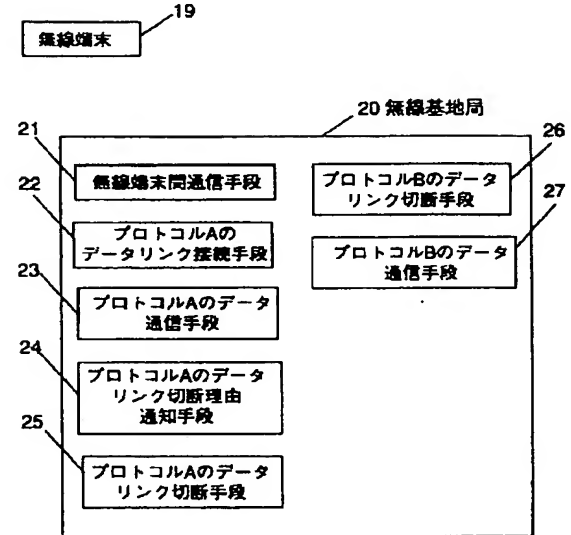 19
無線端末
20 無線基地局
21
無線端末間通信手段
22
プロトコルAの
データリンク接続手段
23
プロトコルAのデータ
通信手段
24
プロトコルAのデータ
リンク切断理由
通知手段
25
プロトコルAのデータ
リンク切断手段
26
プロトコルBのデータ
リンク切断手段
27
プロトコルBのデータ
通信手段